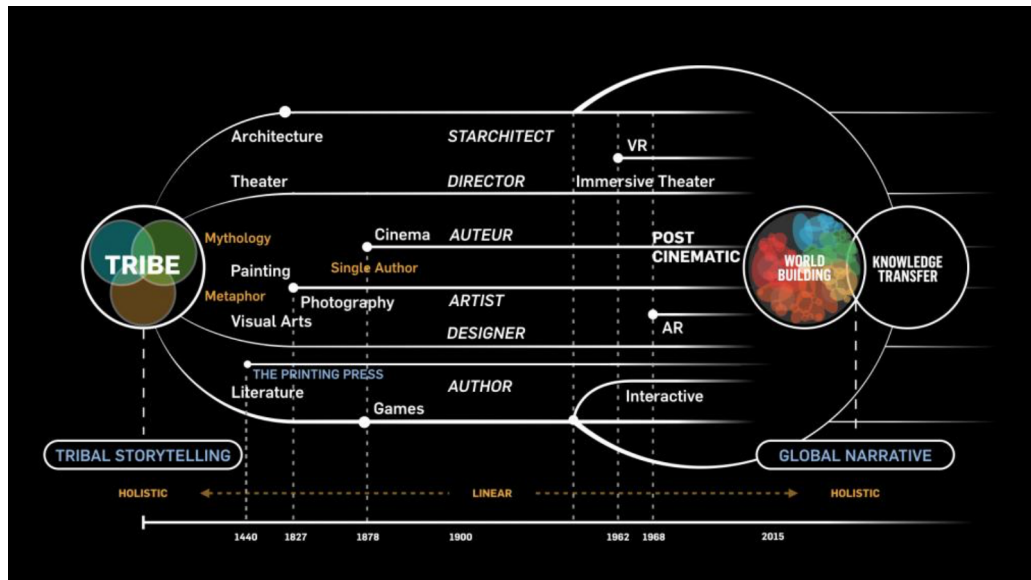 Architecture
STARCHITECT
VR
Theater
DIRECTOR
Immersive Theater
Mythology
Cinema
AUTEUR
POST
CINEMATIC
TRIBE
Single Author
WORLD
BUILDING
KNOWLEDGE
TRANSFER
Painting
Metaphor
Photography
ARTIST
Visual Arts
DESIGNER
AR
THE PRINTING PRESS
Literature
AUTHOR
Interactive
Games
TRIBAL STORYTELLING
GLOBAL NARRATIVE
HOLISTIC
LINEAR
HOLISTIC
1440
1827
1878
1900
1962
1968
2015